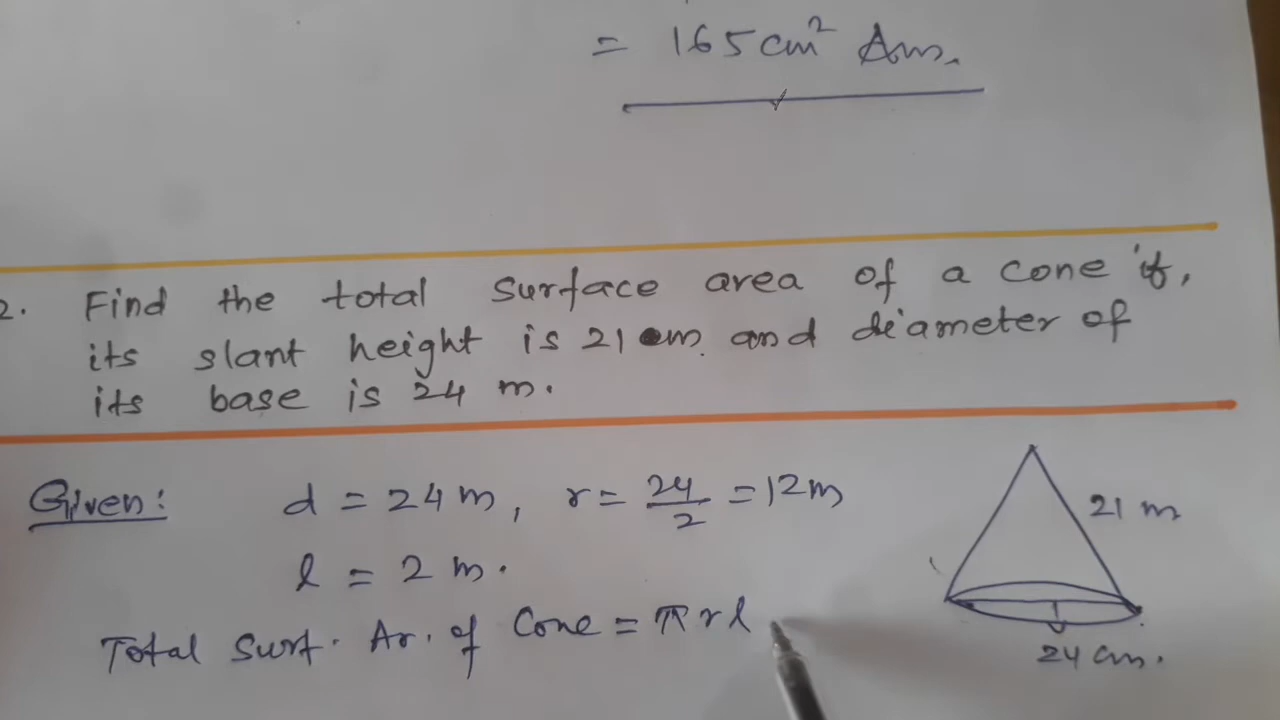 = 165 cm² Ans.
2. Find the total surface area of a cone if,
its slant height is 21 m and diameter of
its base is 24 m.
Given: d = 24 m, r = 24/2 = 12 m
l = 2 m.
Total Surf. Ar. of Cone = πrl
21 m
24 cm.